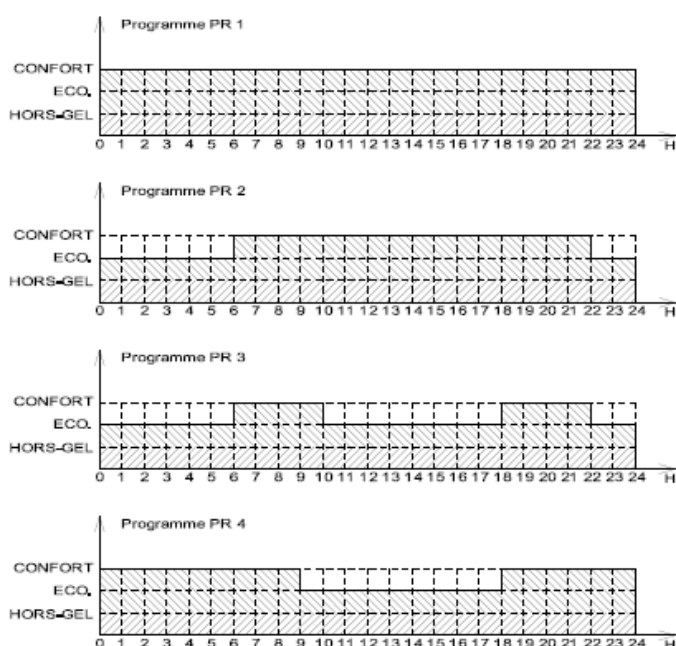 Programme PR 1
CONFORT
ECO.
HORS-GEL
0 1 2 3 4 5 6 7 8 9 10 11 12 13 14 15 16 17 18 19 20 21 22 23 24 H
Programme PR 2
CONFORT
ECO.
HORS-GEL
0 1 2 3 4 5 6 7 8 9 10 11 12 13 14 15 16 17 18 19 20 21 22 23 24 H
Programme PR 3
CONFORT
ECO.
HORS-GEL
0 1 2 3 4 5 6 7 8 9 10 11 12 13 14 15 16 17 18 19 20 21 22 23 24 H
Programme PR 4
CONFORT
ECO.
HORS-GEL
0 1 2 3 4 5 6 7 8 9 10 11 12 13 14 15 16 17 18 19 20 21 22 23 24 H